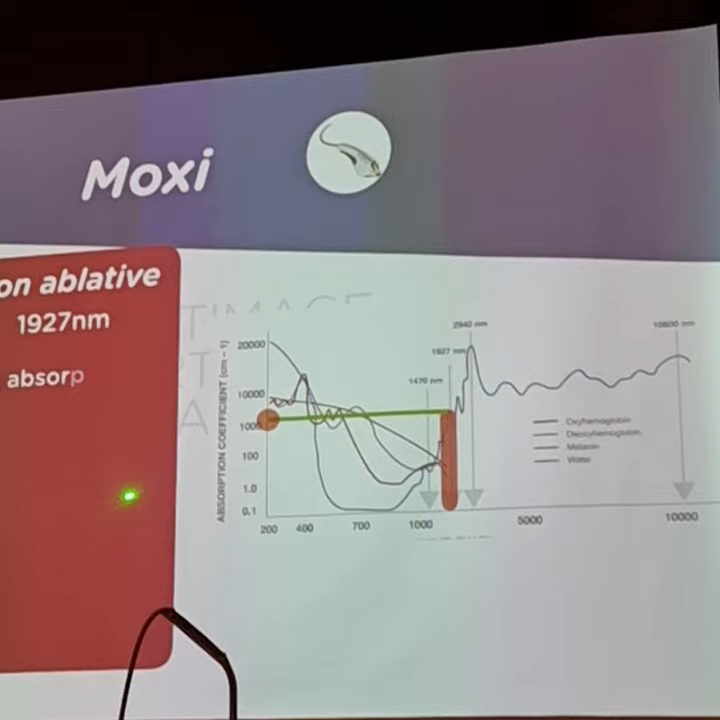 Moxi
on ablative
1927nm
absorp
2940 nm
10600 nm
1927 nm
1470 nm
ABSORPTION COEFFICIENT (cm – 1)
20000
10000
1000
100
1.0
0.1
Oxyhemoglobin
Deoxyhemoglobin
Melanin
Water
200 400 700 1000 5000 10000